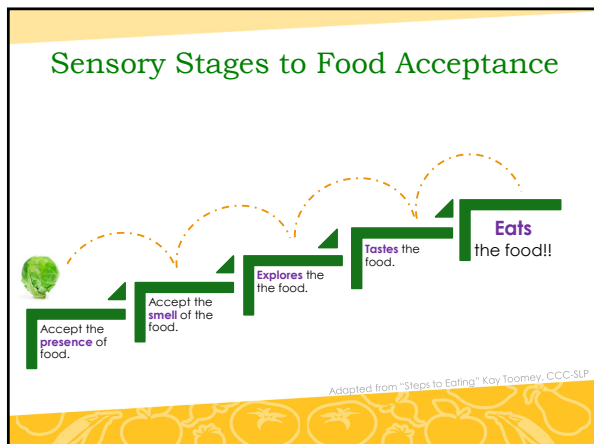 Sensory Stages to Food Acceptance
Accept the
presence of
food.
Accept the
smell of the
food.
Explores the
the food.
Tastes the
food.
Eats
the food!!
Adapted from “Steps to Eating” Kay Toomey, CCC-SLP